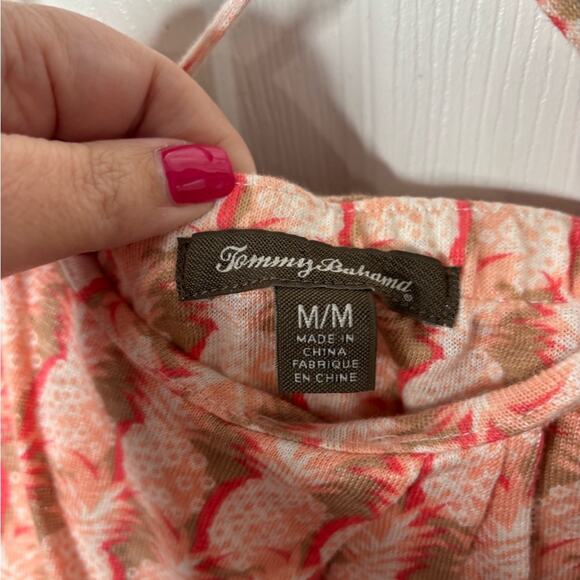 Tommy Bahama®
M/M
MADE IN
CHINA
FABRIQUE
EN CHINE